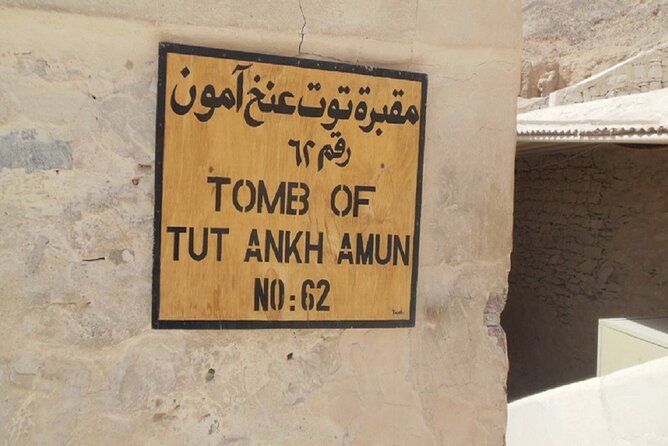 مقبرة توت عنخ آمون
رقم ٦٢
TOMB OF
TUT ANKH AMUN
NO:62